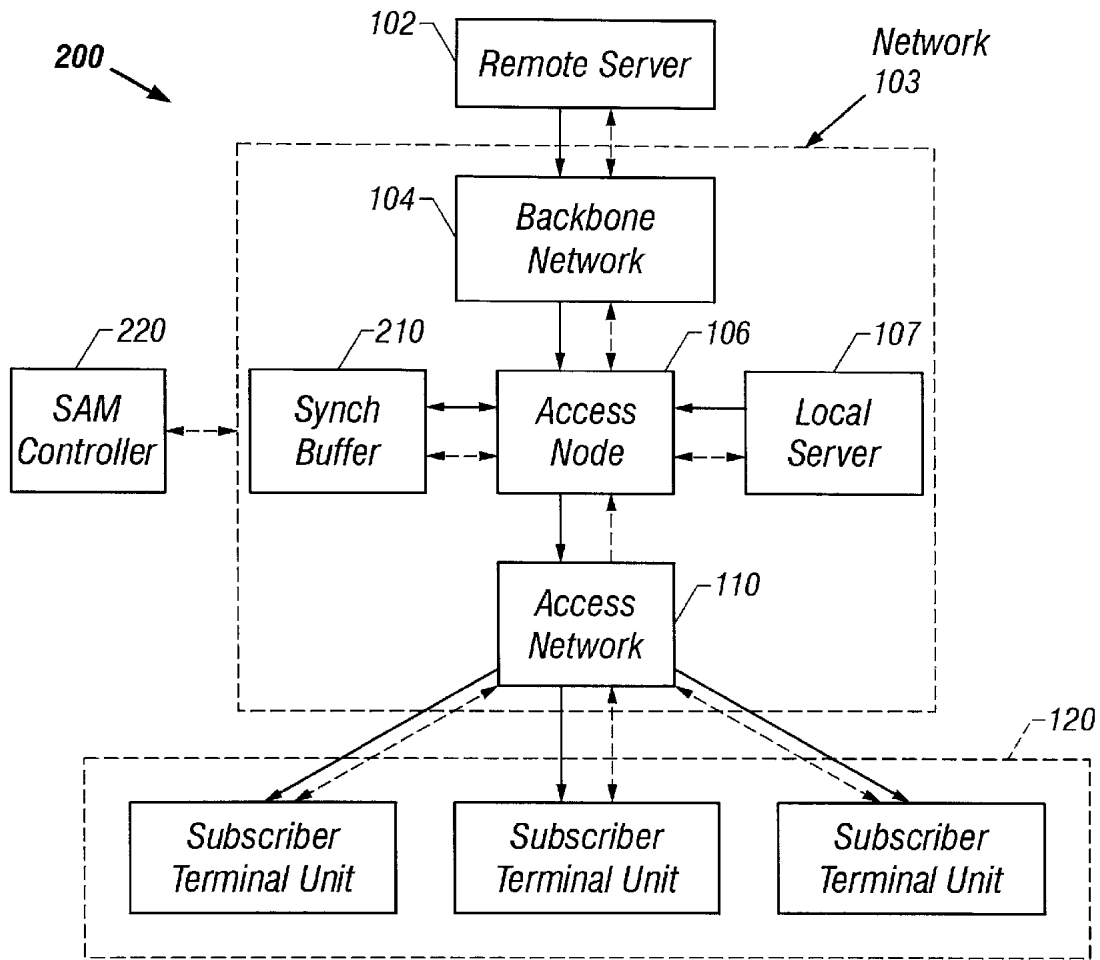 102
Remote Server
Network
103
200
104
Backbone
Network
220
210
106
107
SAM
Controller
Synch
Buffer
Access
Node
Local
Server
110
Access
Network
120
Subscriber
Terminal Unit
Subscriber
Terminal Unit
Subscriber
Terminal Unit